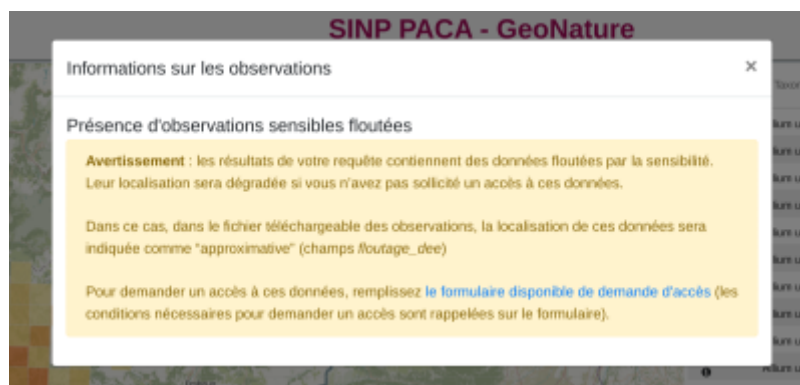 SINP PACA - GeoNature
Informations sur les observations
×
Présence d'observations sensibles floutées
Avertissement : les résultats de votre requête contiennent des données floutées par la sensibilité.
Leur localisation sera dégradée si vous n'avez pas sollicité un accès à ces données.
Dans ce cas, dans le fichier téléchargeable des observations, la localisation de ces données sera
indiquée comme "approximative" (champs floutage_dee)
Pour demander un accès à ces données, remplissez le formulaire disponible de demande d'accès (les
conditions nécessaires pour demander un accès sont rappelées sur le formulaire).